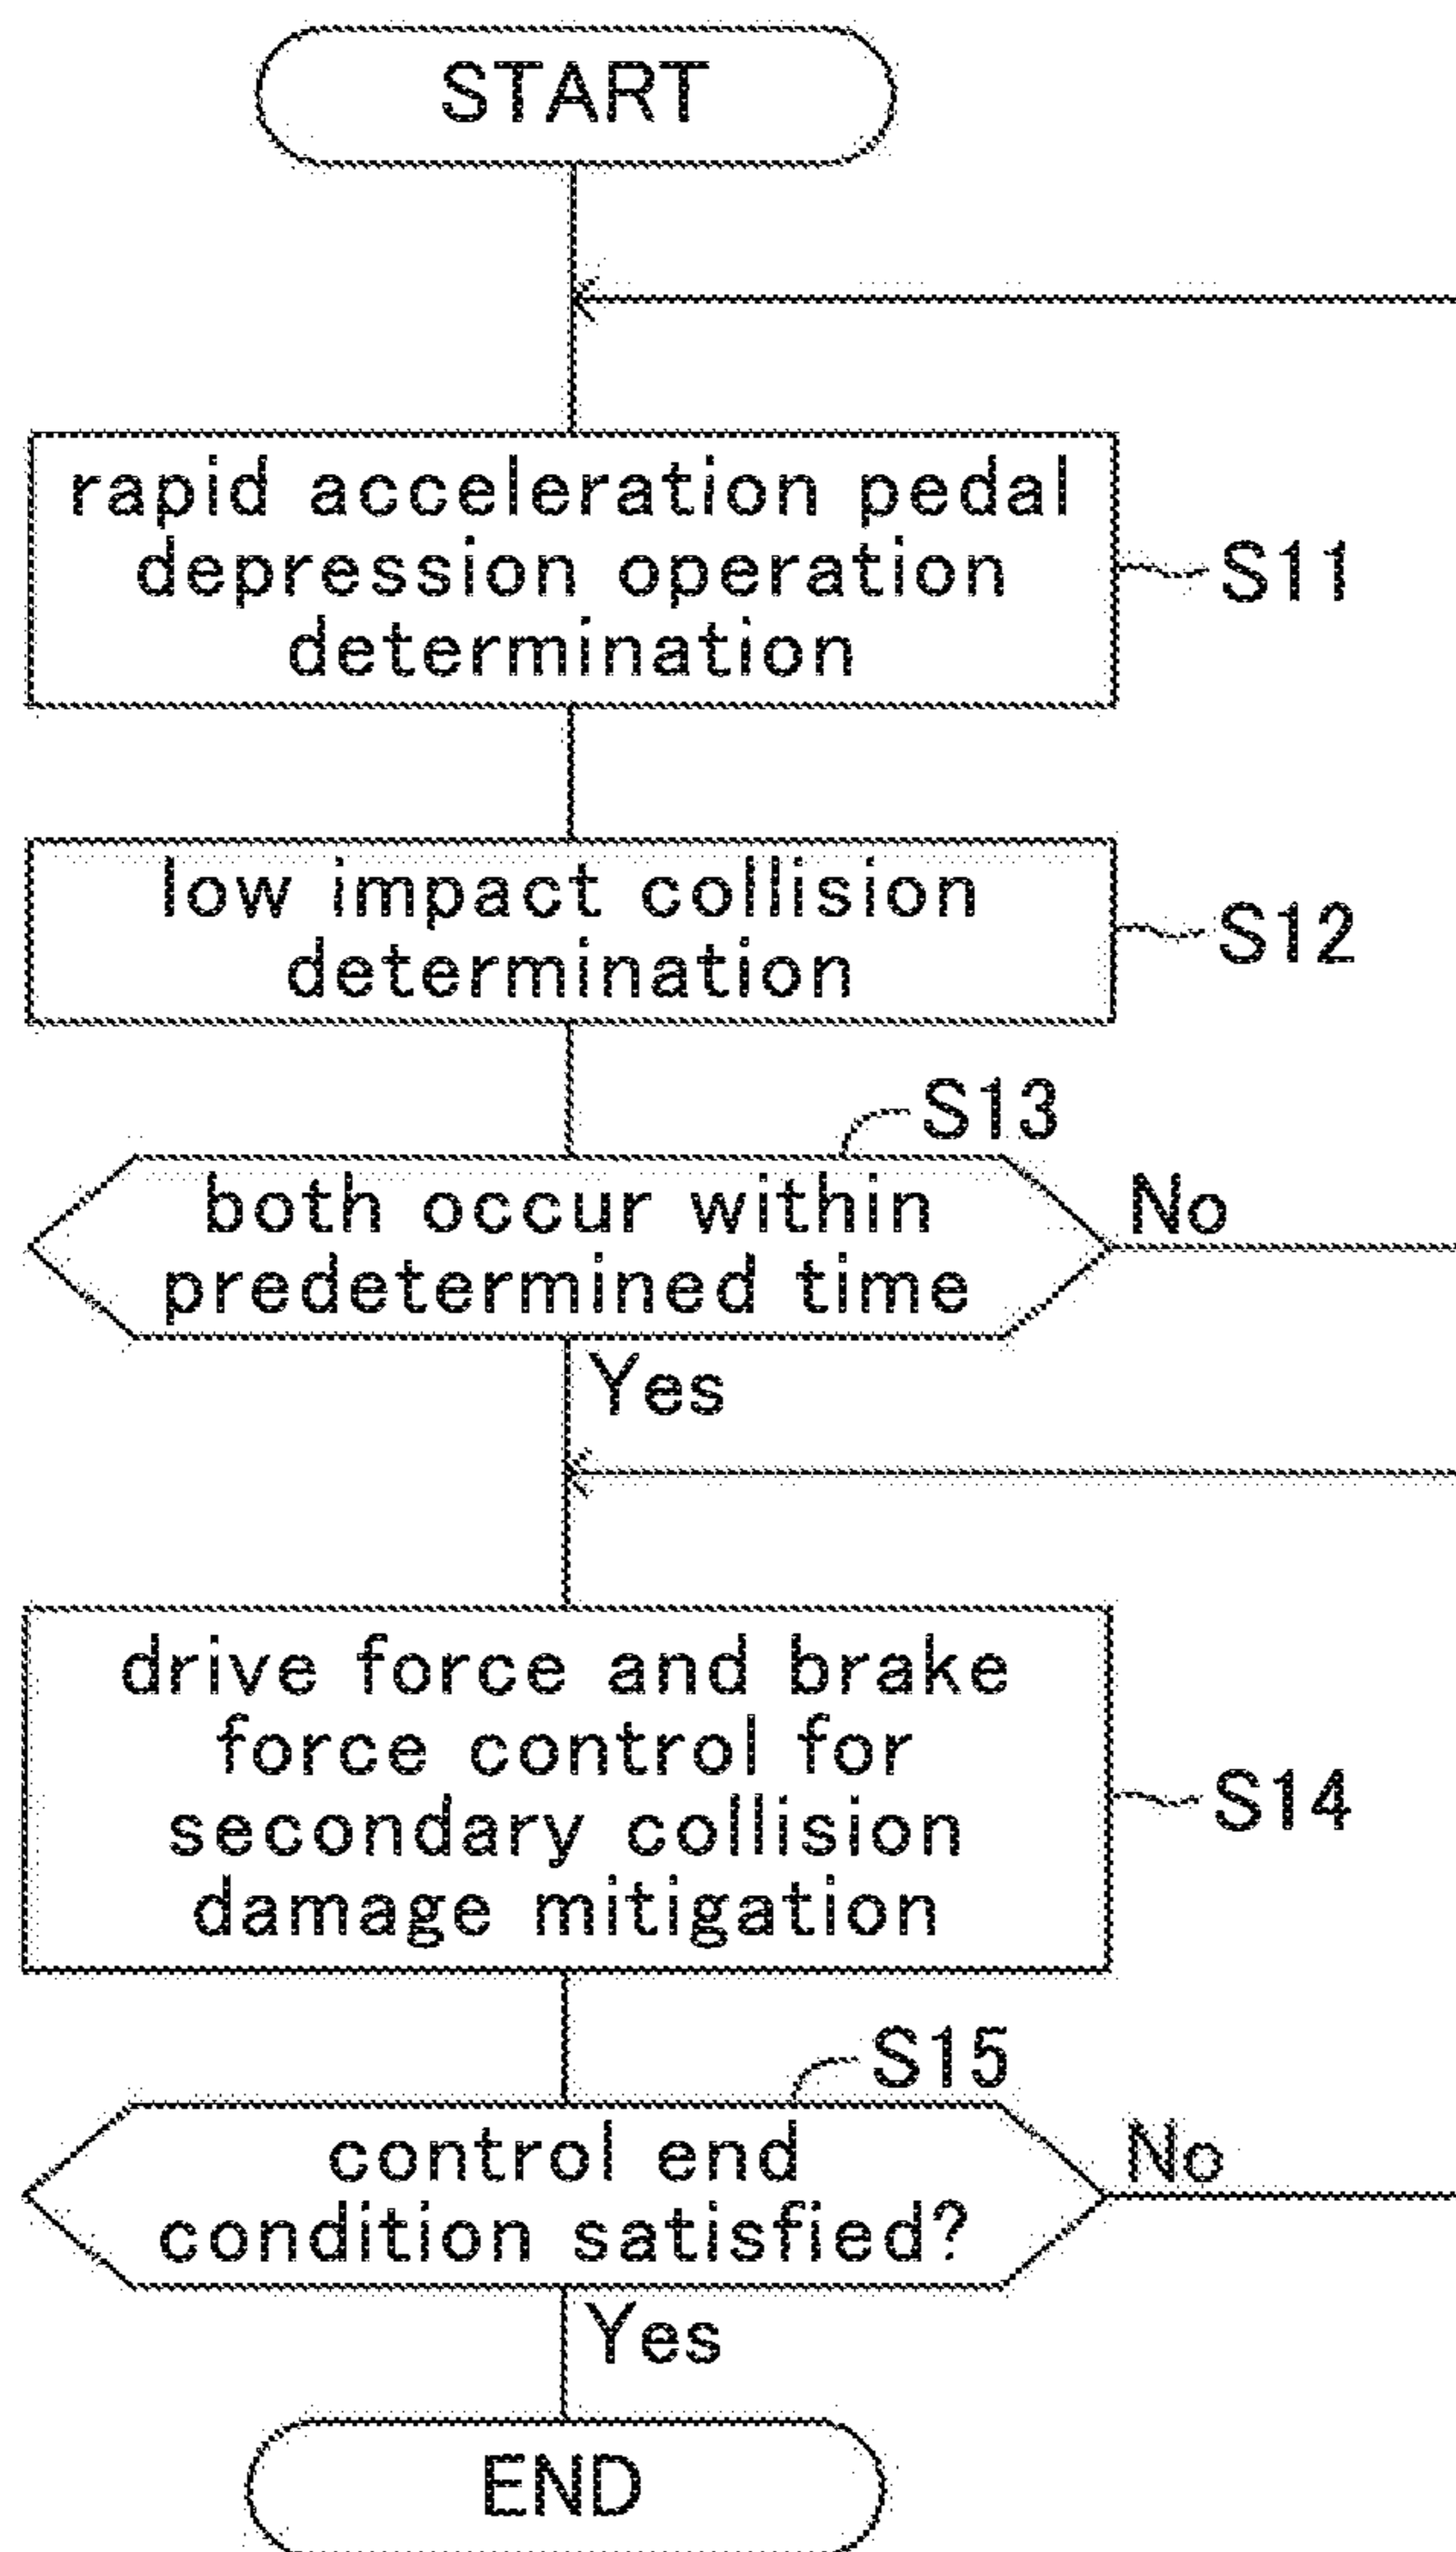 START
rapid acceleration pedal
depression operation
determination
S11
low impact collision
determination
S12
S13
both occur within
predetermined time
No
Yes
drive force and brake
force control for
secondary collision
damage mitigation
S14
S15
control end
condition satisfied?
No
Yes
END